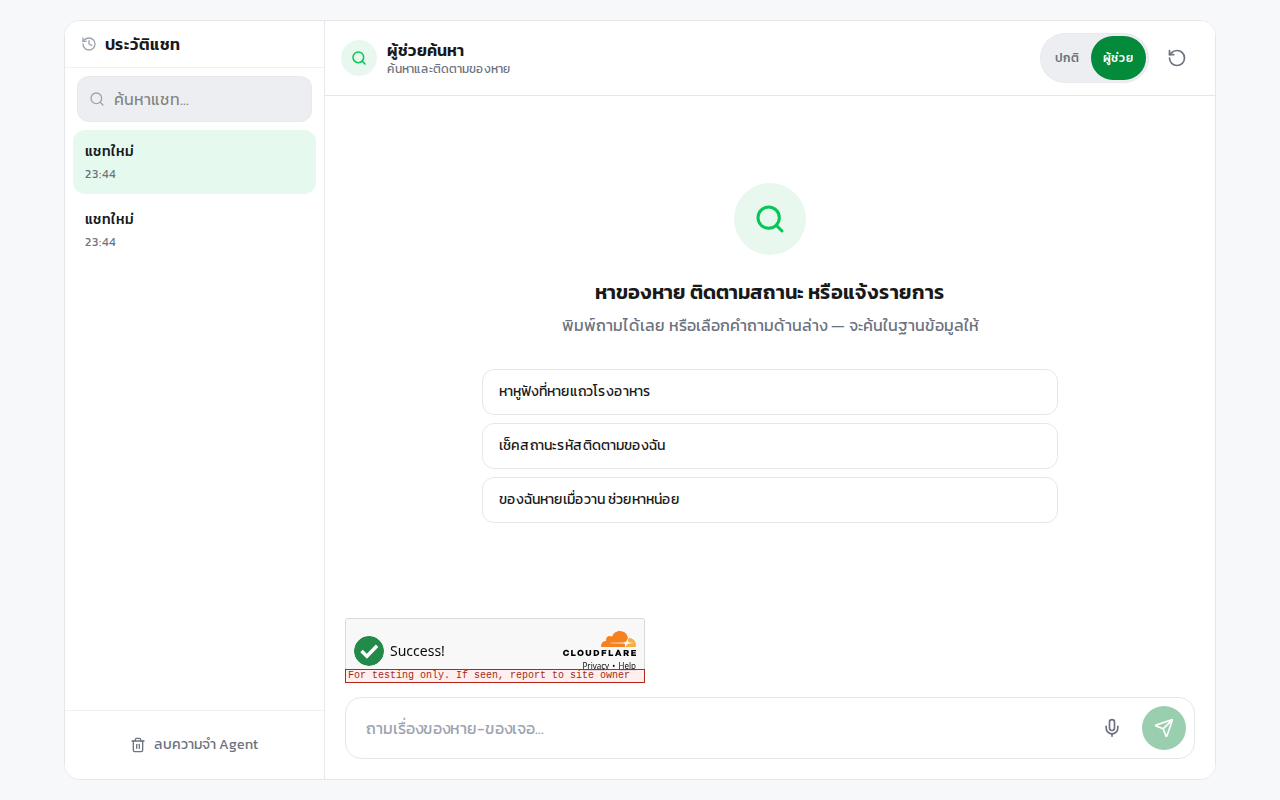 ประวัติแชท
ค้นหาแชท...
แชทใหม่
23:44
แชทใหม่
23:44
ลบความจำ Agent
ผู้ช่วยค้นหา
ค้นหาและติดตามของหาย
ปกติ
ผู้ช่วย
หาของหาย ติดตามสถานะ หรือแจ้งรายการ
พิมพ์ถามได้เลย หรือเลือกคำถามด้านล่าง — จะค้นในฐานข้อมูลให้
หาหูฟังที่หายแถวโรงอาหาร
เช็คสถานะรหัสติดตามของฉัน
ของฉันหายเมื่อวาน ช่วยหาหน่อย
Success!
CLOUDFLARE
Privacy • Help
For testing only. If seen, report to site owner
ถามเรื่องของหาย-ของเจอ...